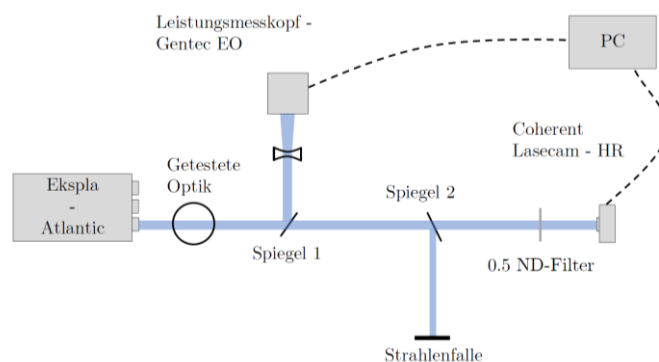 Leistungsmesskopf -
Gentec EO
PC
Coherent
Lasecam - HR
Getestete
Optik
Ekspla
-
Atlantic
Spiegel 2
Spiegel 1
0.5 ND-Filter
Strahlenfalle